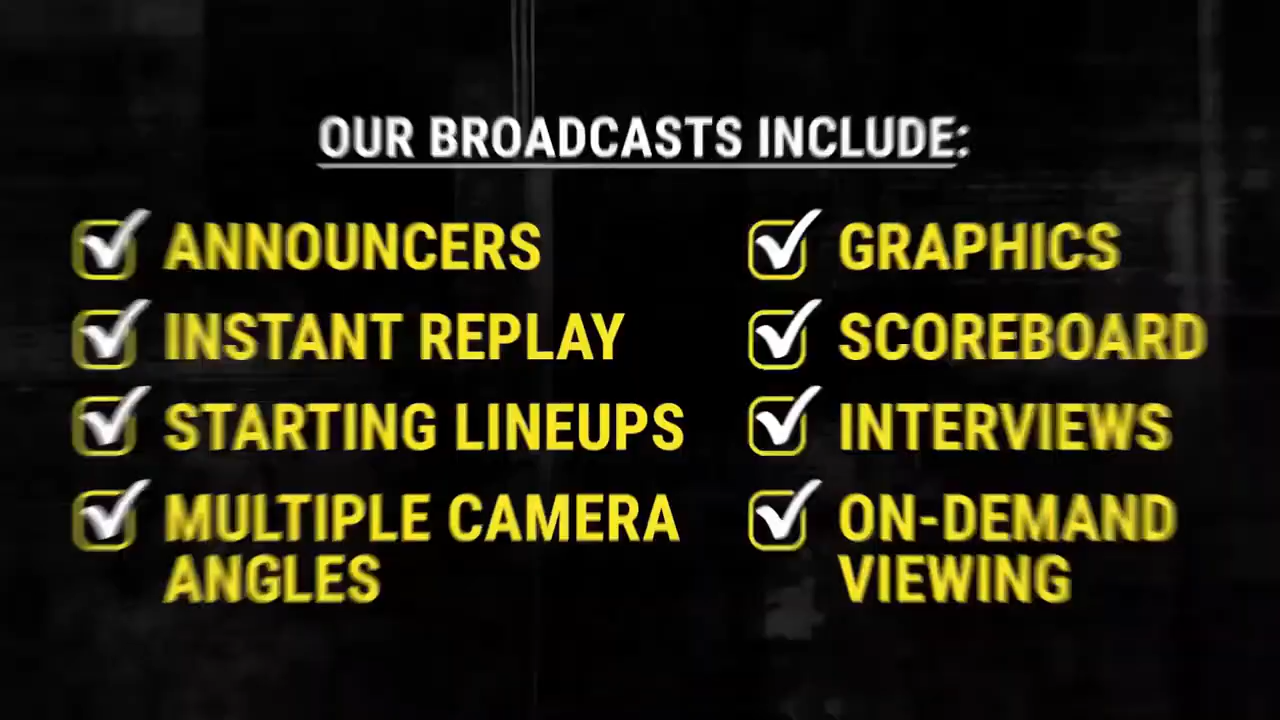 OUR BROADCASTS INCLUDE:
ANNOUNCERS
INSTANT REPLAY
STARTING LINEUPS
MULTIPLE CAMERA
ANGLES
GRAPHICS
SCOREBOARD
INTERVIEWS
ON-DEMAND
VIEWING